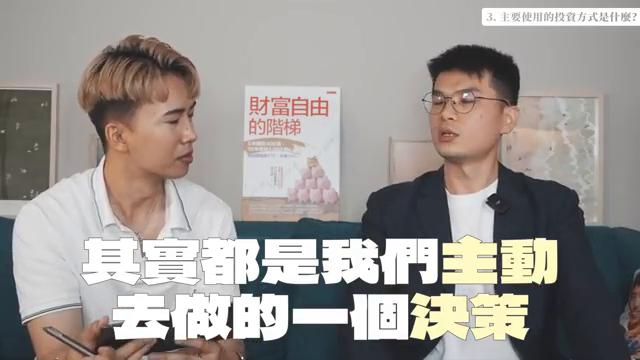 3. 主要使用的投資方式是什麼?
財富自由
的階梯
其實都是我們主動
去做的一個決策